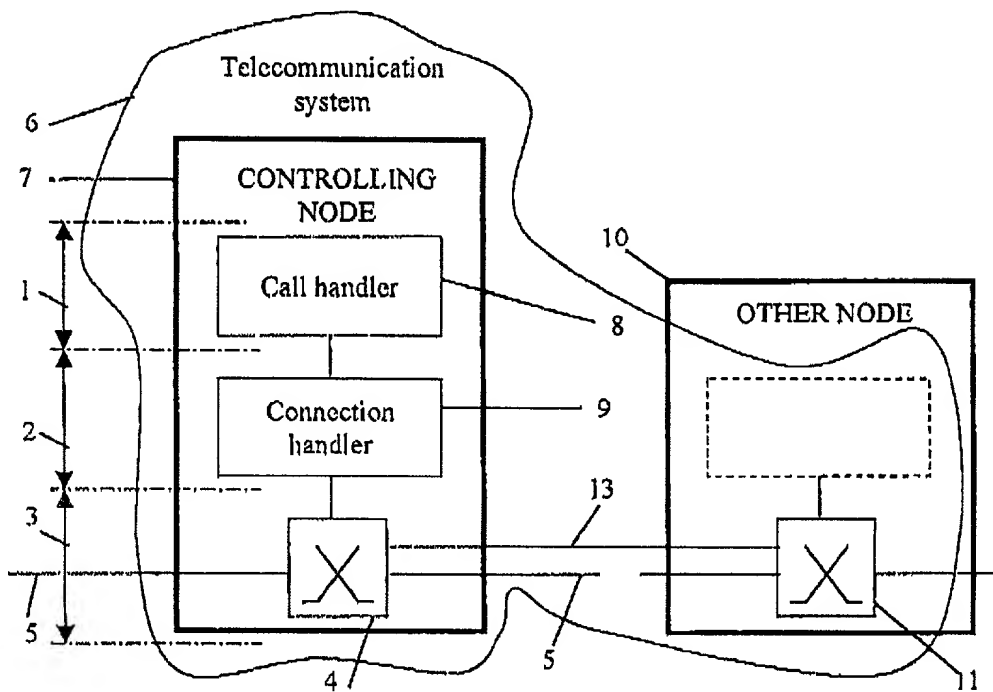 Telecommunication
system
6
7
CONTROLLING
NODE
10
1
Call handler
8
OTHER NODE
2
Connection
handler
9
3
13
5
4
5
11